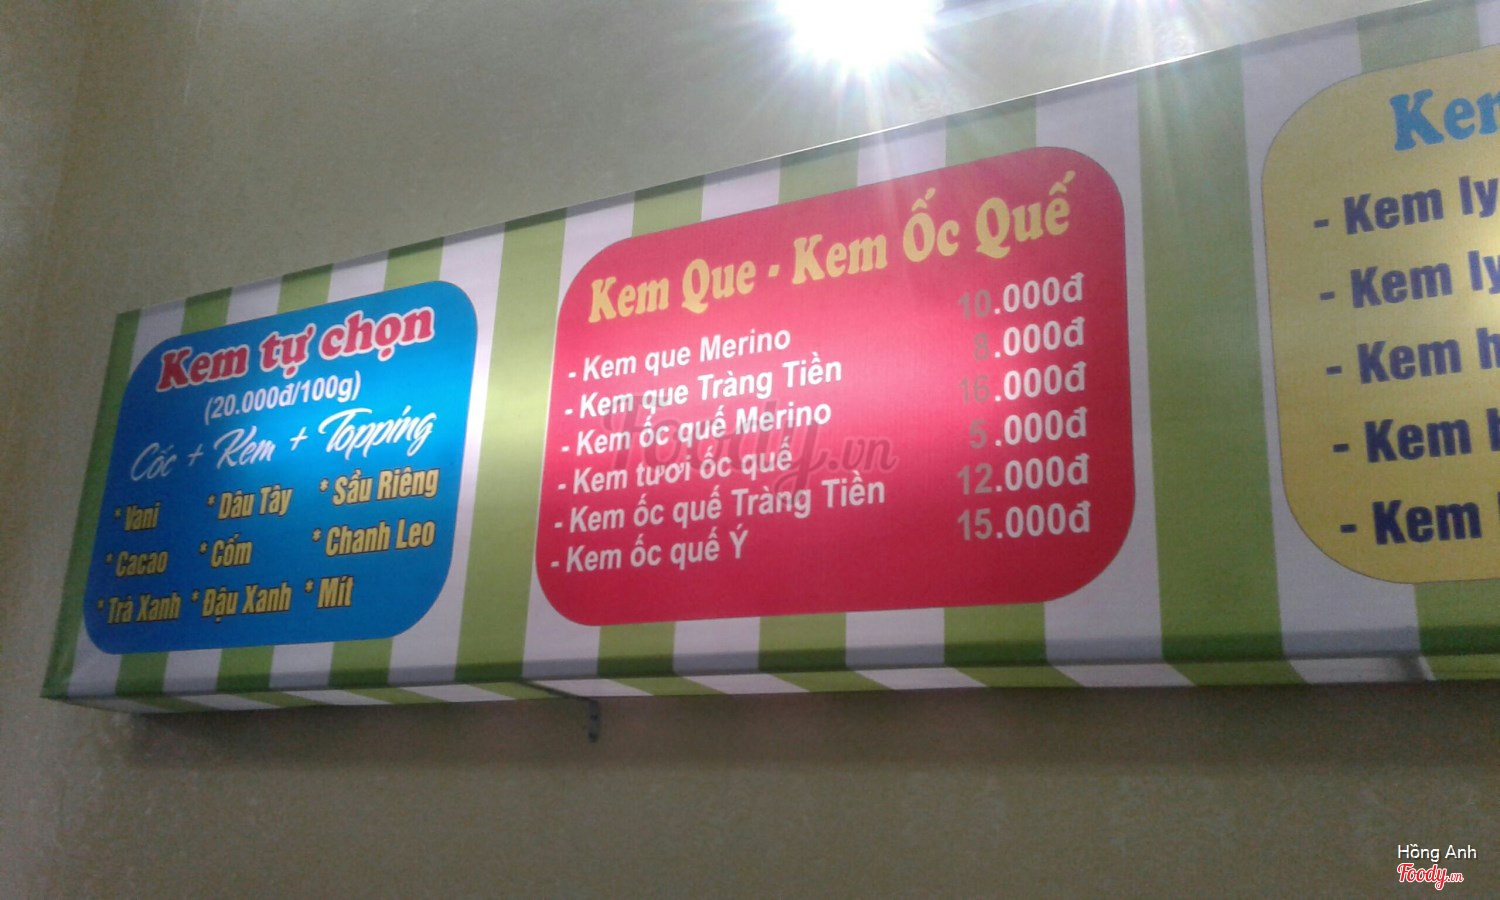 Kem tự chọn
(20.000đ/100g)
Cốc + Kem + Topping
* Vani * Dâu Tây * Sầu Riêng
* Cacao * Cốm * Chanh Leo
* Trà Xanh * Đậu Xanh * Mít
Kem Que - Kem Ốc Quế
- Kem que Merino 10.000đ
- Kem que Tràng Tiền 8.000đ
- Kem ốc quế Merino .000đ
- Kem tươi ốc quế 5.000đ
- Kem ốc quế Tràng Tiền 12.000đ
- Kem ốc quế Ý 15.000đ
- Kem ly
- Kem ly
- Kem
- Kem
- Kem
Foody.vn
Hồng Anh
Foody.vn